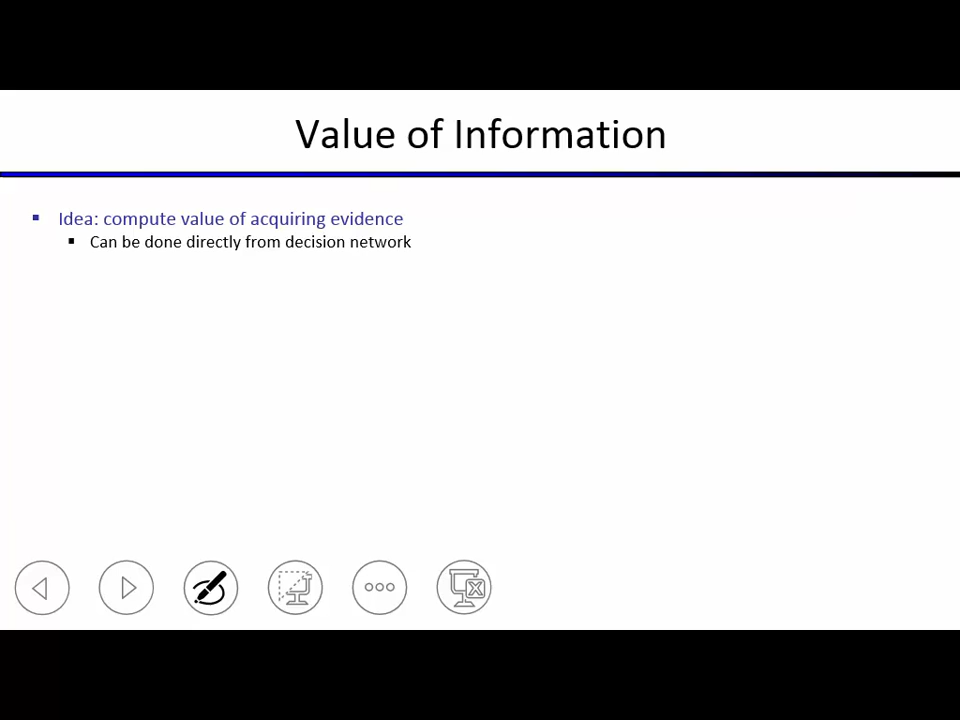 Value of Information
▪ Idea: compute value of acquiring evidence
▪ Can be done directly from decision network